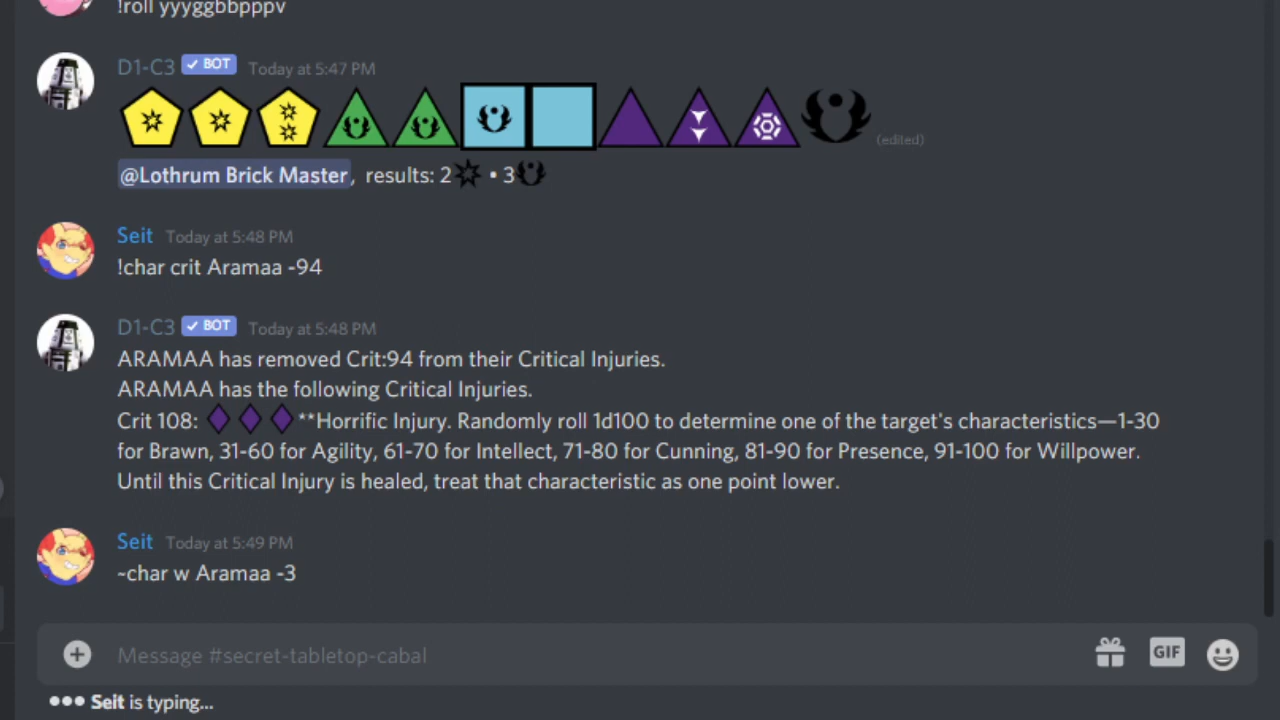 !roll yyyggbbpppv
D1-C3 ✓ BOT Today at 5:47 PM
(edited)
@Lothrum Brick Master, results: 2 • 3
Seit Today at 5:48 PM
!char crit Aramaa -94
D1-C3 ✓ BOT Today at 5:48 PM
ARAMAA has removed Crit:94 from their Critical Injuries.
ARAMAA has the following Critical Injuries.
Crit 108: **Horrific Injury. Randomly roll 1d100 to determine one of the target's characteristics—1-30
for Brawn, 31-60 for Agility, 61-70 for Intellect, 71-80 for Cunning, 81-90 for Presence, 91-100 for Willpower.
Until this Critical Injury is healed, treat that characteristic as one point lower.
Seit Today at 5:49 PM
~char w Aramaa -3
Message #secret-tabletop-cabal
GIF
Seit is typing...